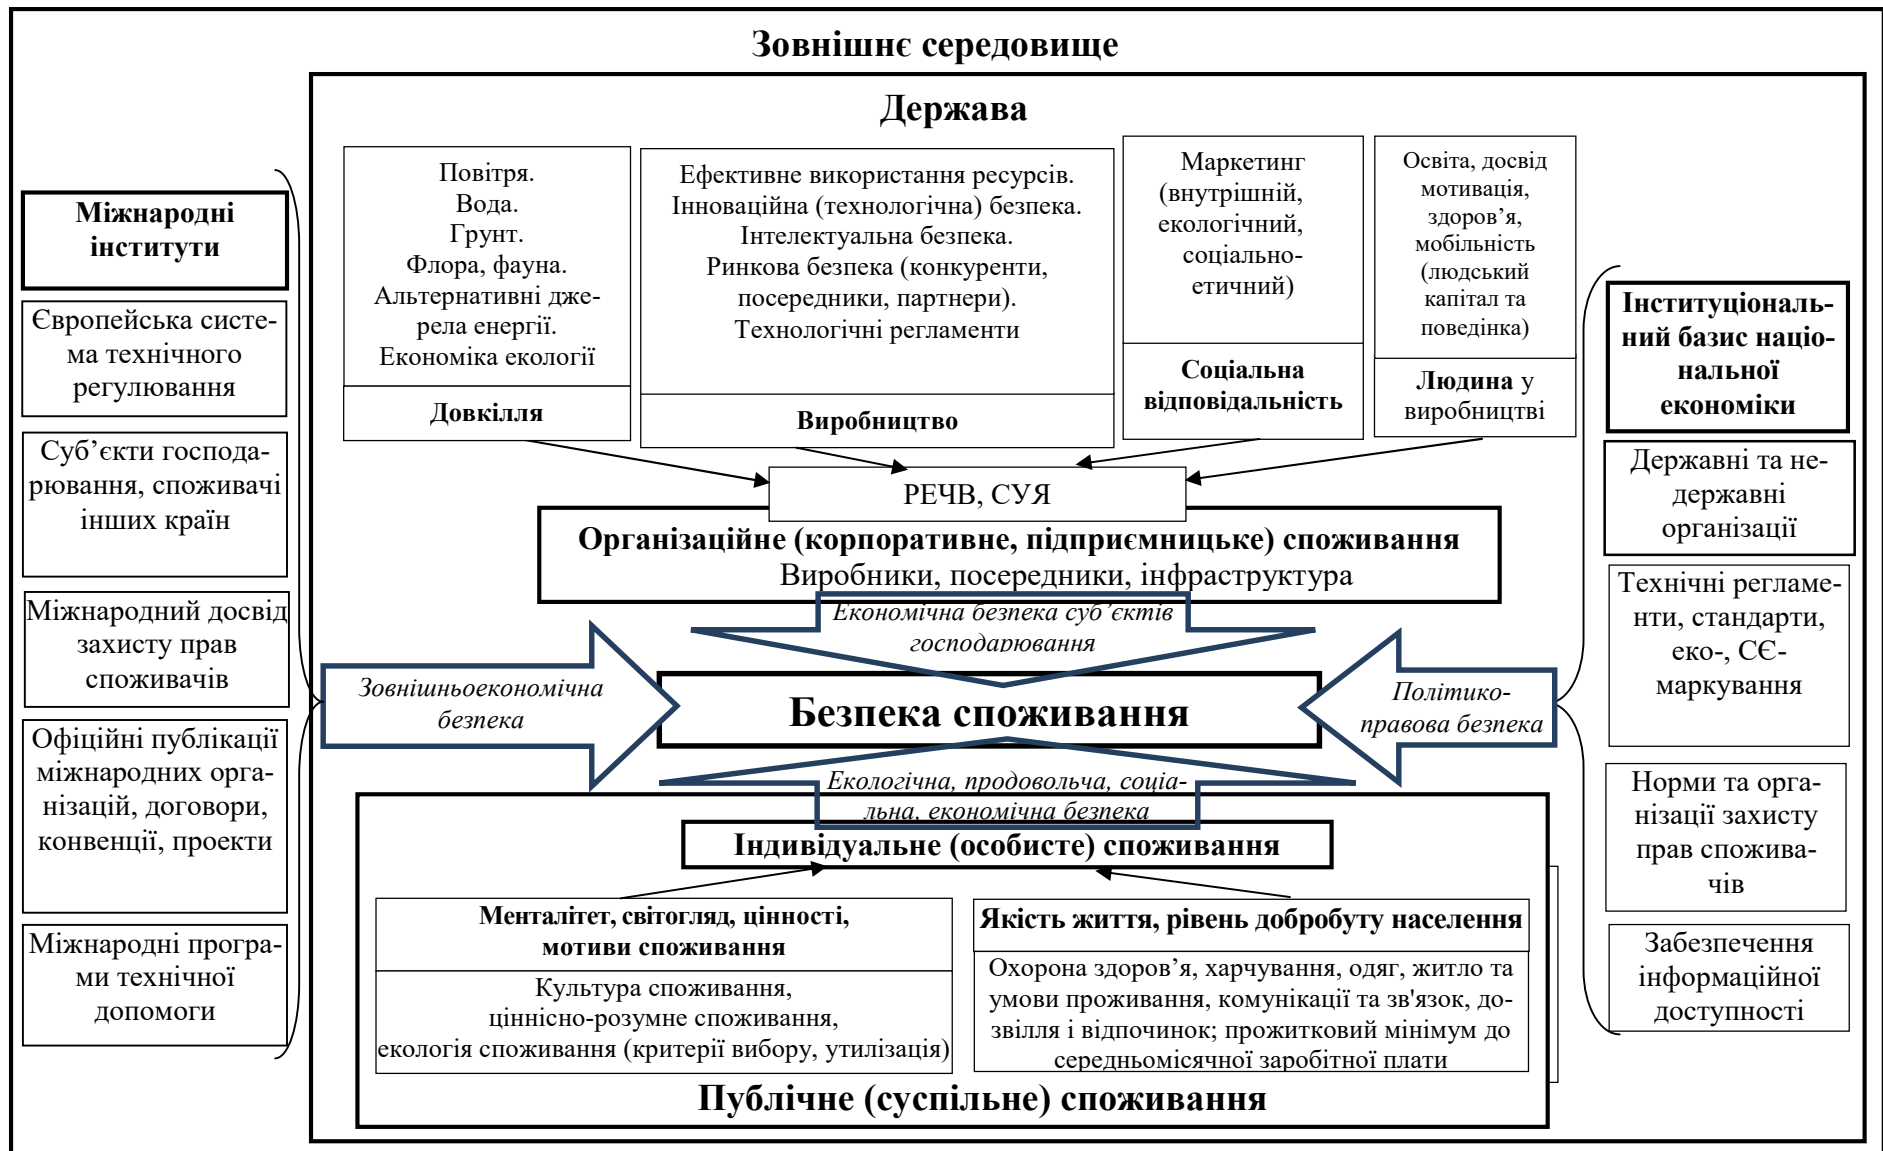 Зовнішнє середовище
Держава
Міжнародні
інститути
Європейська систе-
ма технічного
регулювання
Суб’єкти господа-
рювання, споживачі
інших країн
Міжнародний досвід
захисту прав
споживачів
Офіційні публікації
міжнародних орга-
нізацій, договори,
конвенції, проекти
Міжнародні програ-
ми технічної
допомоги
Повітря.
Вода.
Грунт.
Флора, фауна.
Альтернативні дже-
рела енергії.
Економіка екології
Довкілля
Ефективне використання ресурсів.
Інноваційна (технологічна) безпека.
Інтелектуальна безпека.
Ринкова безпека (конкуренти,
посередники, партнери).
Технологічні регламенти
Виробництво
Маркетинг
(внутрішній,
екологічний,
соціально-
етичний)
Соціальна
відповідальність
Освіта, досвід
мотивація,
здоров’я,
мобільність
(людський
капітал та
поведінка)
Людина у
виробництві
РЕЧВ, СУЯ
Організаційне (корпоративне, підприємницьке) споживання
Виробники, посередники, інфраструктура
Економічна безпека суб’єктів
господарювання
Зовнішньоекономічна
безпека
Безпека споживання
Політико-
правова безпека
Екологічна, продовольча, соціа-
льна, економічна безпека
Індивідуальне (особисте) споживання
Менталітет, світогляд, цінності,
мотиви споживання
Культура споживання,
ціннісно-розумне споживання,
екологія споживання (критерії вибору, утилізація)
Якість життя, рівень добробуту населення
Охорона здоров’я, харчування, одяг, житло та
умови проживання, комунікації та зв'язок, до-
звілля і відпочинок; прожитковий мінімум до
середньомісячної заробітної плати
Публічне (суспільне) споживання
Інституціональ-
ний базис націо-
нальної
економіки
Державні та не-
державні
організації
Технічні регламе-
нти, стандарти,
еко-, СЄ-
маркування
Норми та орга-
нізації захисту
прав спожива-
чів
Забезпечення
інформаційної
доступності